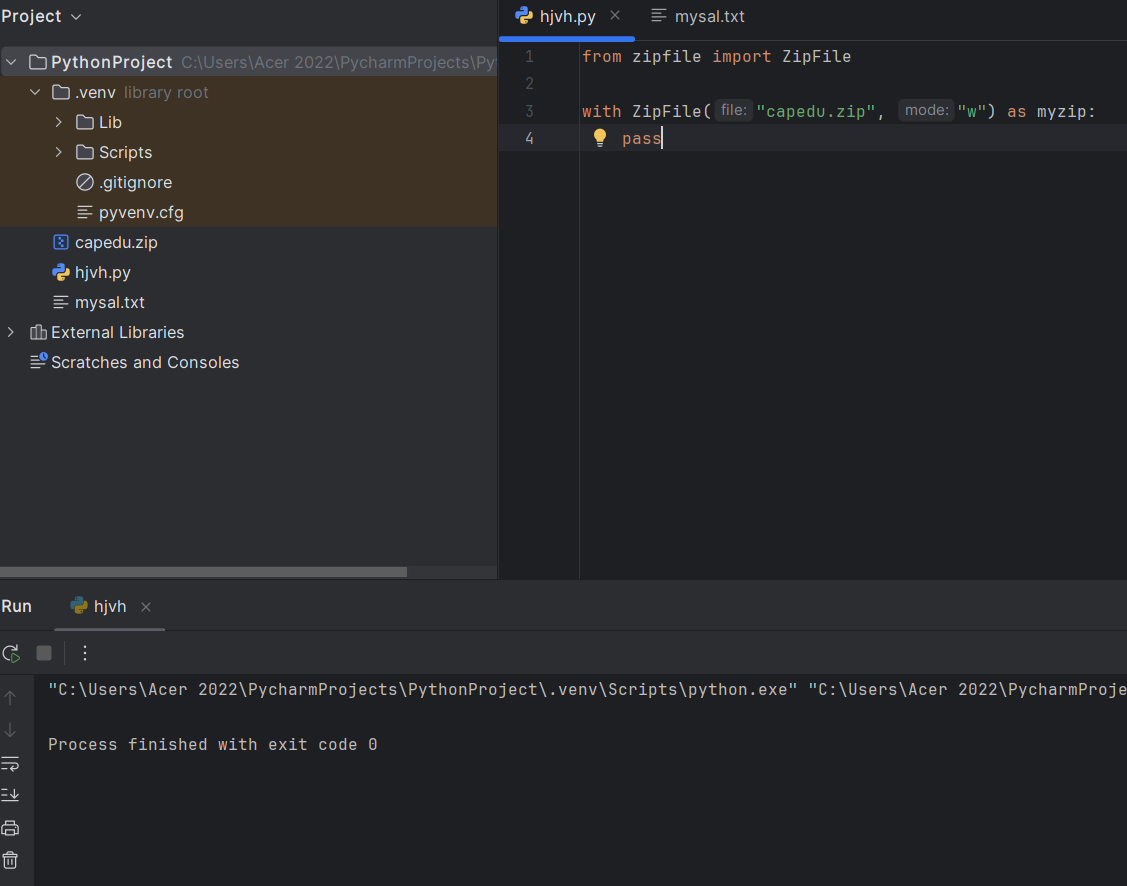 Project
PythonProject C:\Users\Acer 2022\PycharmProjects\Py
.venv library root
Lib
Scripts
.gitignore
pyvenv.cfg
capedu.zip
hjvh.py
mysal.txt
External Libraries
Scratches and Consoles
hjvh.py mysal.txt
1 from zipfile import ZipFile
2
3 with ZipFile( file: "capedu.zip", mode: "w") as myzip:
4 pass
Run hjvh
"C:\Users\Acer 2022\PycharmProjects\PythonProject\.venv\Scripts\python.exe" "C:\Users\Acer 2022\PycharmProje
Process finished with exit code 0